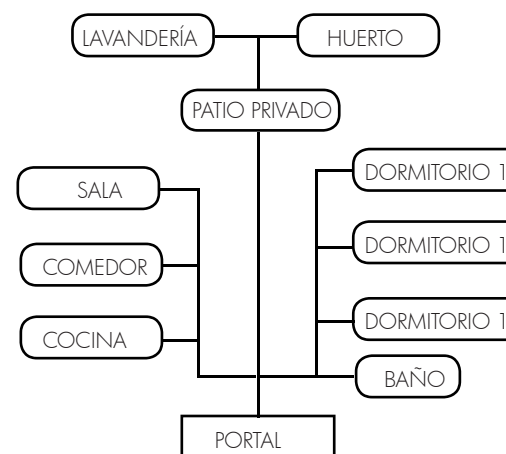 LAVANDERÍA
HUERTO
PATIO PRIVADO
SALA
COMEDOR
COCINA
DORMITORIO 1
DORMITORIO 1
DORMITORIO 1
BAÑO
PORTAL